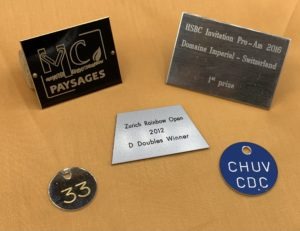 MC
PAYSAGES
HSBC Invitation Pro-Am 2016
Domaine Imperial - Switzerland
1st prize
Zurich Rainbow Open
2012
D Doubles Winner
33
CHUV
CDC